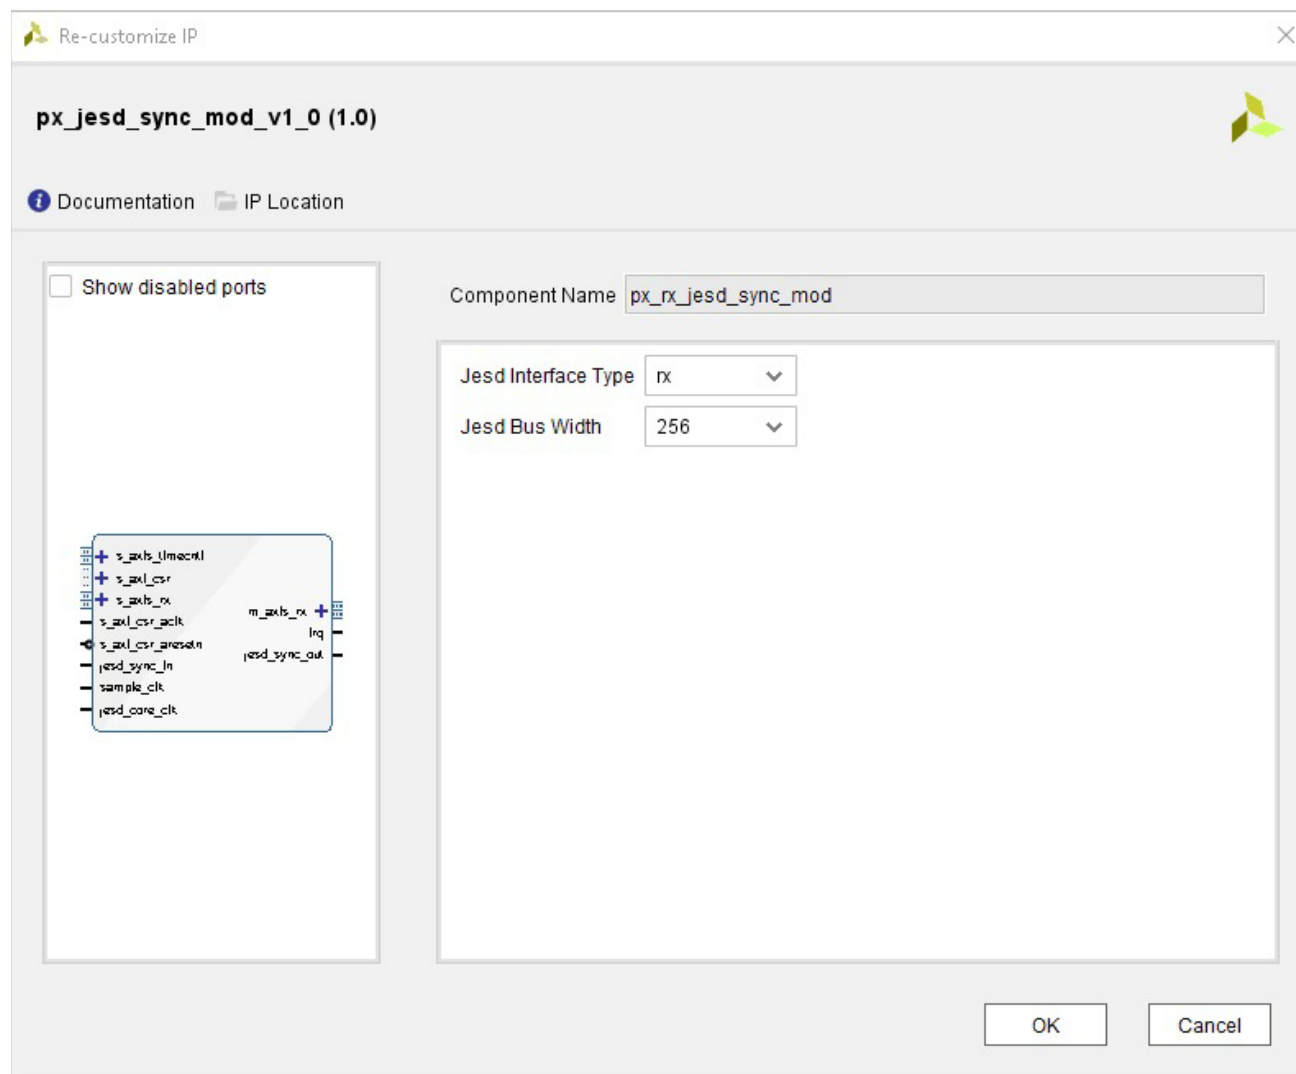 Re-customize IP
px_jesd_sync_mod_v1_0 (1.0)
Documentation IP Location
Show disabled ports
Component Name px_rx_jesd_sync_mod
Jesd Interface Type rx
Jesd Bus Width 256
s_axis_timecntl
s_axi_csr
s_axis_rx
s_axi_csr_aclk
s_axi_csr_aresetn
jesd_sync_in
sample_clk
jesd_core_clk
m_axis_rx
irq
jesd_sync_out
OK Cancel